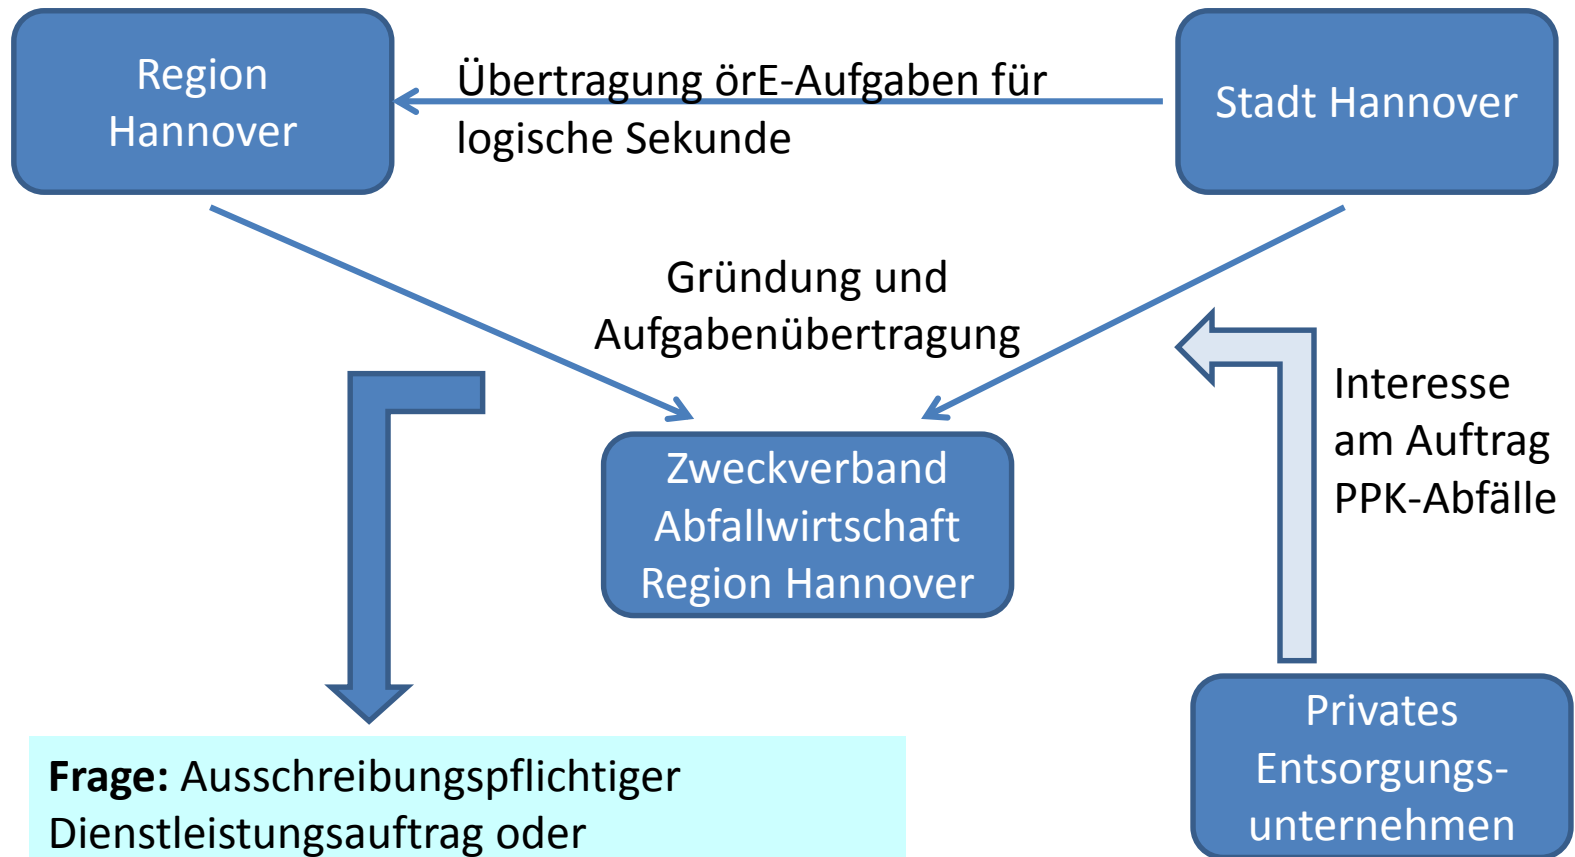 Region
Hannover
Übertragung örE-Aufgaben für
logische Sekunde
Stadt Hannover
Gründung und
Aufgabenübertragung
Interesse
am Auftrag
PPK-Abfälle
Zweckverband
Abfallwirtschaft
Region Hannover
Privates
Entsorgungs-
unternehmen
Frage: Ausschreibungspflichtiger
Dienstleistungsauftrag oder